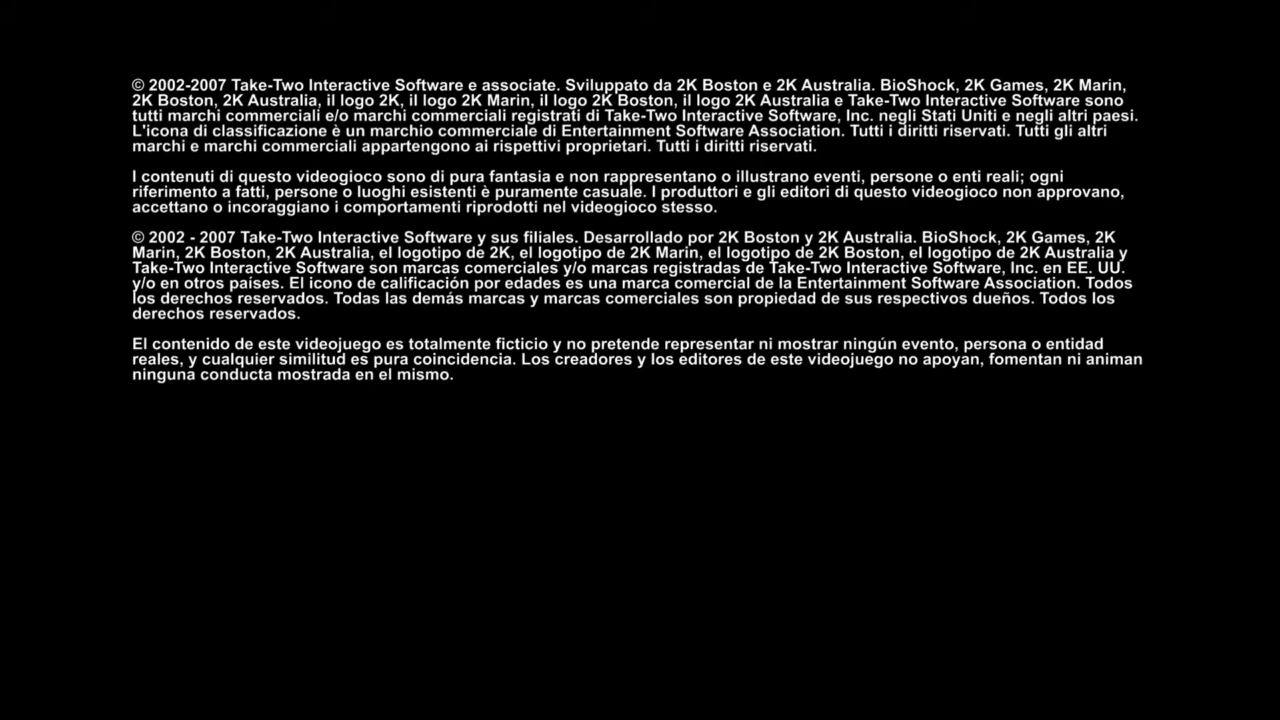 © 2002-2007 Take-Two Interactive Software e associate. Sviluppato da 2K Boston e 2K Australia. BioShock, 2K Games, 2K Marin,
2K Boston, 2K Australia, il logo 2K, il logo 2K Marin, il logo 2K Boston, il logo 2K Australia e Take-Two Interactive Software sono
tutti marchi commerciali e/o marchi commerciali registrati di Take-Two Interactive Software, Inc. negli Stati Uniti e negli altri paesi.
L'icona di classificazione è un marchio commerciale di Entertainment Software Association. Tutti i diritti riservati. Tutti gli altri
marchi e marchi commerciali appartengono ai rispettivi proprietari. Tutti i diritti riservati.
I contenuti di questo videogioco sono di pura fantasia e non rappresentano o illustrano eventi, persone o enti reali; ogni
riferimento a fatti, persone o luoghi esistenti è puramente casuale. I produttori e gli editori di questo videogioco non approvano,
accettano o incoraggiano i comportamenti riprodotti nel videogioco stesso.
© 2002 - 2007 Take-Two Interactive Software y sus filiales. Desarrollado por 2K Boston y 2K Australia. BioShock, 2K Games, 2K
Marin, 2K Boston, 2K Australia, el logotipo de 2K, el logotipo de 2K Marin, el logotipo de 2K Boston, el logotipo de 2K Australia y
Take-Two Interactive Software son marcas comerciales y/o marcas registradas de Take-Two Interactive Software, Inc. en EE. UU.
y/o en otros países. El icono de calificación por edades es una marca comercial de la Entertainment Software Association. Todos
los derechos reservados. Todas las demás marcas y marcas comerciales son propiedad de sus respectivos dueños. Todos los
derechos reservados.
El contenido de este videojuego es totalmente ficticio y no pretende representar ni mostrar ningún evento, persona o entidad
reales, y cualquier similitud es pura coincidencia. Los creadores y los editores de este videojuego no apoyan, fomentan ni animan
ninguna conducta mostrada en el mismo.